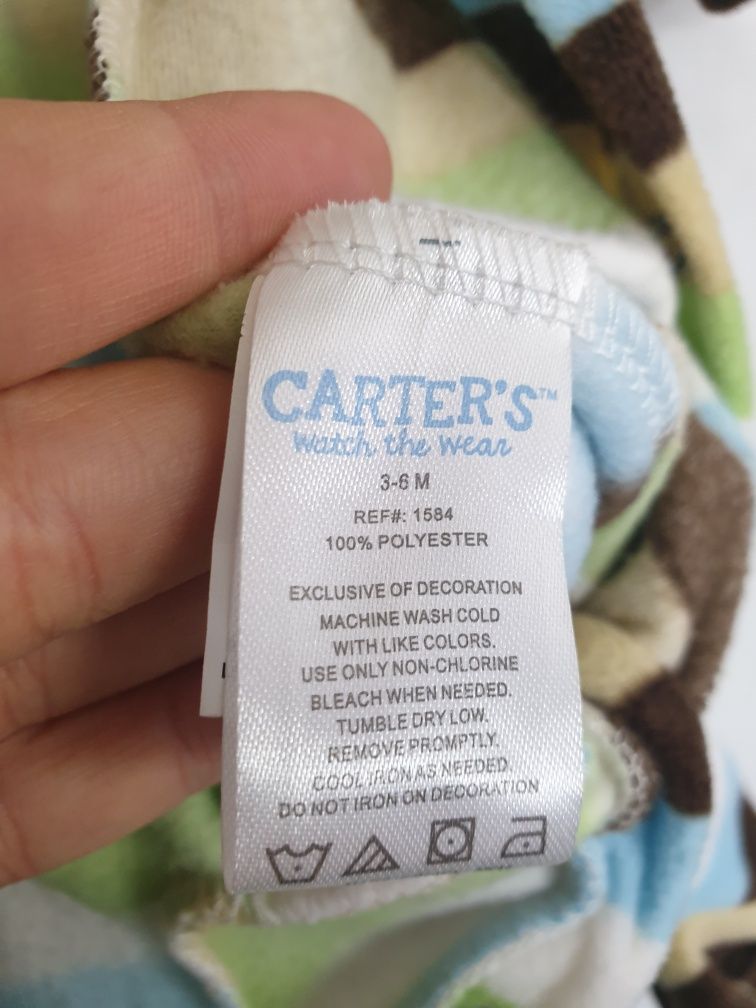 CARTER'S™
watch the wear
3-6 M
REF#: 1584
100% POLYESTER
EXCLUSIVE OF DECORATION
MACHINE WASH COLD
WITH LIKE COLORS.
USE ONLY NON-CHLORINE
BLEACH WHEN NEEDED.
TUMBLE DRY LOW.
REMOVE PROMPTLY.
COOL IRON AS NEEDED
DO NOT IRON ON DECORATION